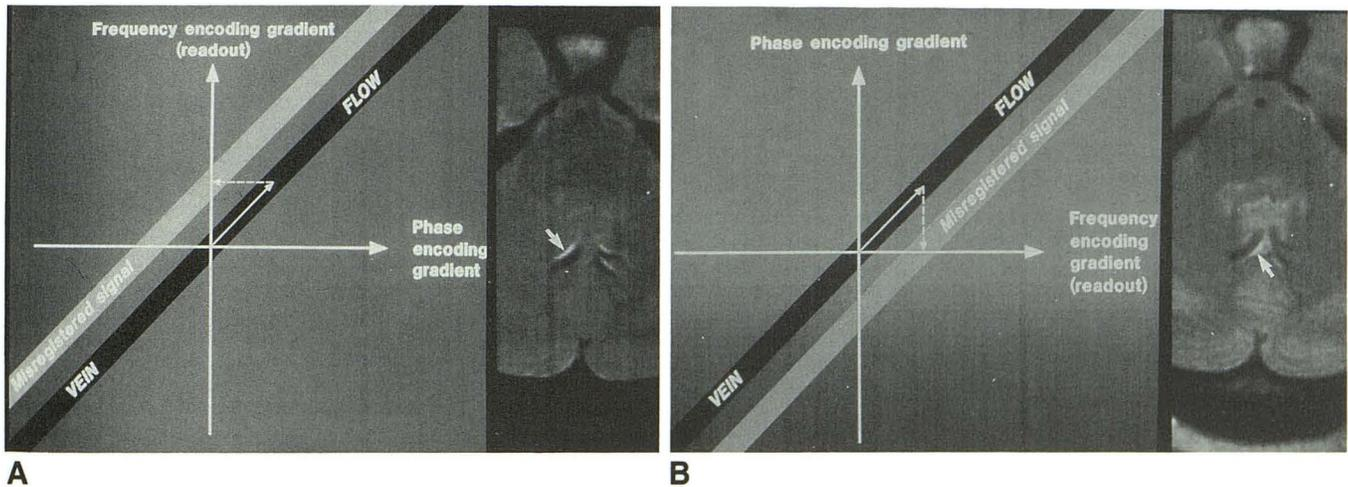 Frequency encoding gradient
(readout)
FLOW
Phase
encoding
gradient
Misregistered signal
VEIN
A
Phase encoding gradient
FLOW
Misregistered signal
Frequency
encoding
gradient
(readout)
VEIN
B